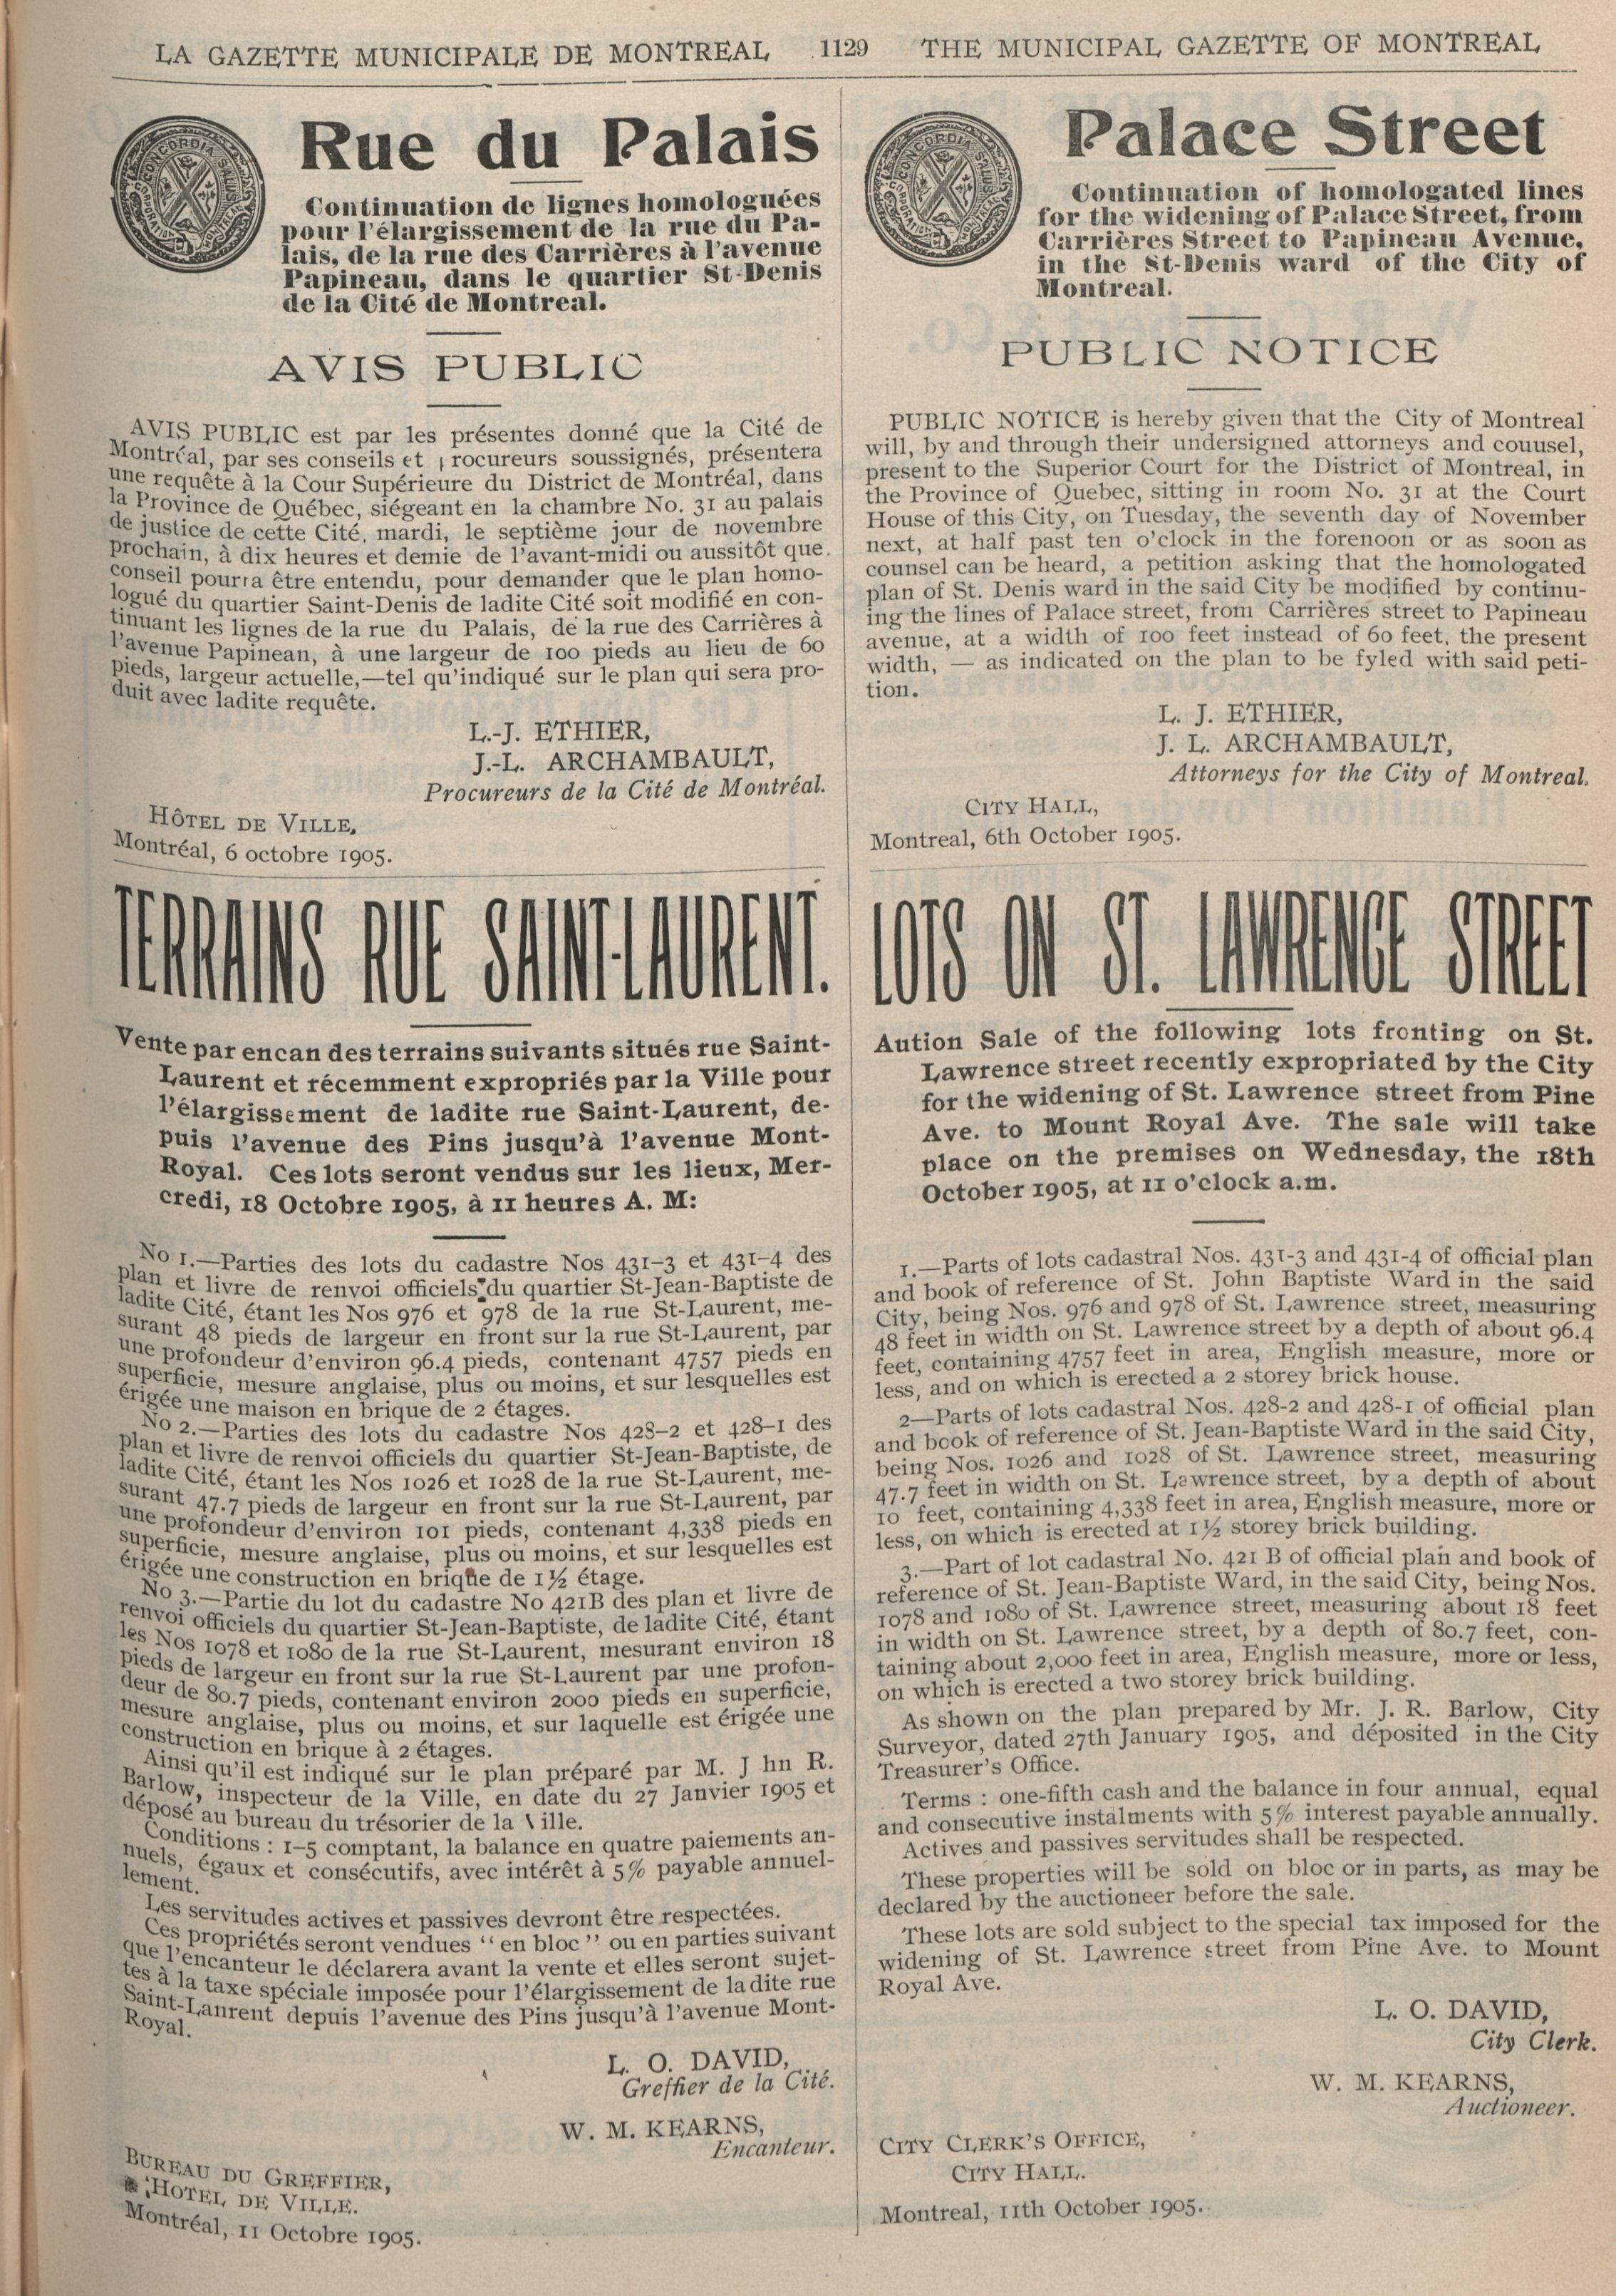 LA GAZETTE MUNICIPALE DE MONTREAL 1129 THE MUNICIPAL GAZETTE OF MONTREAL
Rue du Palais
Continuation de lignes homologuées
pour l'élargissement de la rue du Pa-
lais, de la rue des Carrières à l'avenue
Papineau, dans le quartier St-Denis
de la Cité de Montreal.
AVIS PUBLIC
AVIS PUBLIC est par les présentes donné que la Cité de
Montréal, par ses conseils et procureurs soussignés, présentera
une requête à la Cour Supérieure du District de Montréal, dans
la Province de Québec, siégeant en la chambre No. 31 au palais
de justice de cette Cité, mardi, le septième jour de novembre
prochain, à dix heures et demie de l'avant-midi ou aussitôt que
conseil pourra être entendu, pour demander que le plan homo-
logué du quartier Saint-Denis de ladite Cité soit modifié en con-
tinuant les lignes de la rue du Palais, de la rue des Carrières à
l'avenue Papinean, à une largeur de 100 pieds au lieu de 60
pieds, largeur actuelle,—tel qu'indiqué sur le plan qui sera pro-
duit avec ladite requête.
L.-J. ETHIER,
J.-L. ARCHAMBAULT,
Procureurs de la Cité de Montréal.
HÔTEL DE VILLE,
Montréal, 6 octobre 1905.
TERRAINS RUE SAINT-LAURENT.
Vente par encan des terrains suivants situés rue Saint-
Laurent et récemment expropriés par la Ville pour
l'élargissement de ladite rue Saint-Laurent, de-
puis l'avenue des Pins jusqu'à l'avenue Mont-
Royal. Ces lots seront vendus sur les lieux, Mer-
credi, 18 Octobre 1905, à 11 heures A. M:
No 1.—Parties des lots du cadastre Nos 431-3 et 431-4 des
plan et livre de renvoi officiels du quartier St-Jean-Baptiste de
ladite Cité, étant les Nos 976 et 978 de la rue St-Laurent, me-
surant 48 pieds de largeur en front sur la rue St-Laurent, par
une profondeur d'environ 96.4 pieds, contenant 4757 pieds en
superficie, mesure anglaise, plus ou moins, et sur lesquelles est
érigée une maison en brique de 2 étages.
No 2.—Parties des lots du cadastre Nos 428-2 et 428-1 des
plan et livre de renvoi officiels du quartier St-Jean-Baptiste, de
ladite Cité, étant les Nos 1026 et 1028 de la rue St-Laurent, me-
surant 47.7 pieds de largeur en front sur la rue St-Laurent, par
une profondeur d'environ 101 pieds, contenant 4,338 pieds en
superficie, mesure anglaise, plus ou moins, et sur lesquelles est
érigée une construction en brique de 1½ étage.
No 3.—Partie du lot du cadastre No 421B des plan et livre de
renvoi officiels du quartier St-Jean-Baptiste, de ladite Cité, étant
les Nos 1078 et 1080 de la rue St-Laurent, mesurant environ 18
pieds de largeur en front sur la rue St-Laurent par une profon-
deur de 80.7 pieds, contenant environ 2000 pieds en superficie,
mesure anglaise, plus ou moins, et sur laquelle est érigée une
construction en brique à 2 étages.
Ainsi qu'il est indiqué sur le plan préparé par M. J hn R.
Barlow, inspecteur de la Ville, en date du 27 Janvier 1905 et
déposé au bureau du trésorier de la Ville.
Conditions : 1-5 comptant, la balance en quatre paiements an-
nuels, égaux et consécutifs, avec intérêt à 5% payable annuel-
lement.
Les servitudes actives et passives devront être respectées.
Ces propriétés seront vendues "en bloc" ou en parties suivant
que l'encanteur le déclarera avant la vente et elles seront sujet-
tes à la taxe spéciale imposée pour l'élargissement de la dite rue
Saint-Lanrent depuis l'avenue des Pins jusqu'à l'avenue Mont-
Royal.
L. O. DAVID,
Greffier de la Cité.
W. M. KEARNS,
Encanteur.
BUREAU DU GREFFIER,
HOTEL DE VILLE.
Montréal, 11 Octobre 1905.
Palace Street
Continuation of homologated lines
for the widening of Palace Street, from
Carrières Street to Papineau Avenue,
in the St-Denis ward of the City of
Montreal.
PUBLIC NOTICE
PUBLIC NOTICE is hereby given that the City of Montreal
will, by and through their undersigned attorneys and couusel,
present to the Superior Court for the District of Montreal, in
the Province of Quebec, sitting in room No. 31 at the Court
House of this City, on Tuesday, the seventh day of November
next, at half past ten o'clock in the forenoon or as soon as
counsel can be heard, a petition asking that the homologated
plan of St. Denis ward in the said City be modified by continu-
ing the lines of Palace street, from Carrières street to Papineau
avenue, at a width of 100 feet instead of 60 feet, the present
width, — as indicated on the plan to be fyled with said peti-
tion.
L. J. ETHIER,
J. L. ARCHAMBAULT,
Attorneys for the City of Montreal.
CITY HALL,
Montreal, 6th October 1905.
LOTS ON ST. LAWRENCE STREET
Aution Sale of the following lots fronting on St.
Lawrence street recently expropriated by the City
for the widening of St. Lawrence street from Pine
Ave. to Mount Royal Ave. The sale will take
place on the premises on Wednesday, the 18th
October 1905, at 11 o'clock a.m.
1.—Parts of lots cadastral Nos. 431-3 and 431-4 of official plan
and book of reference of St. John Baptiste Ward in the said
City, being Nos. 976 and 978 of St. Lawrence street, measuring
48 feet in width on St. Lawrence street by a depth of about 96.4
feet, containing 4757 feet in area, English measure, more or
less, and on which is erected a 2 storey brick house.
2—Parts of lots cadastral Nos. 428-2 and 428-1 of official plan
and book of reference of St. Jean-Baptiste Ward in the said City,
being Nos. 1026 and 1028 of St. Lawrence street, measuring
47.7 feet in width on St. Lawrence street, by a depth of about
10 feet, containing 4,338 feet in area, English measure, more or
less, on which is erected at 1½ storey brick building.
3.—Part of lot cadastral No. 421 B of official plan and book of
reference of St. Jean-Baptiste Ward, in the said City, being Nos.
1078 and 1080 of St. Lawrence street, measuring about 18 feet
in width on St. Lawrence street, by a depth of 80.7 feet, con-
taining about 2,000 feet in area, English measure, more or less,
on which is erected a two storey brick building.
As shown on the plan prepared by Mr. J. R. Barlow, City
Surveyor, dated 27th January 1905, and déposited in the City
Treasurer's Office.
Terms : one-fifth cash and the balance in four annual, equal
and consecutive instalments with 5% interest payable annually.
Actives and passives servitudes shall be respected.
These properties will be sold on bloc or in parts, as may be
declared by the auctioneer before the sale.
These lots are sold subject to the special tax imposed for the
widening of St. Lawrence street from Pine Ave. to Mount
Royal Ave.
L. O. DAVID,
City Clerk.
W. M. KEARNS,
Auctioneer.
CITY CLERK'S OFFICE,
CITY HALL.
Montreal, 11th October 1905.